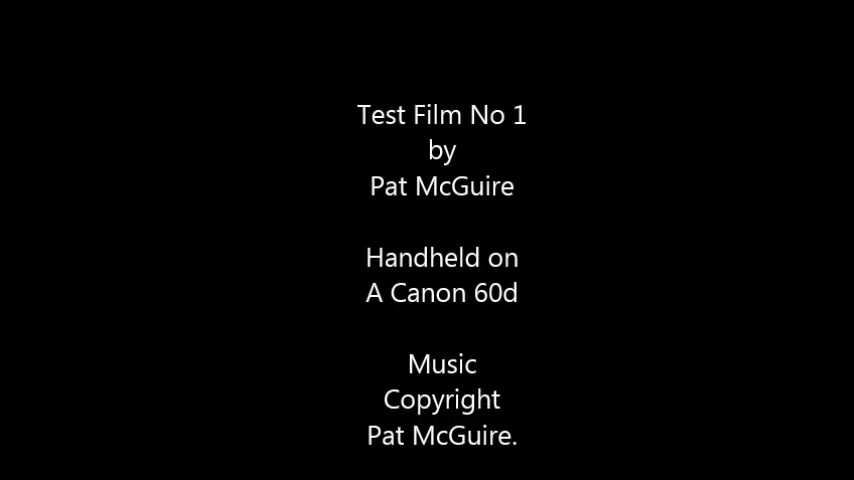 Test Film No 1
by
Pat McGuire
Handheld on
A Canon 60d
Music
Copyright
Pat McGuire.